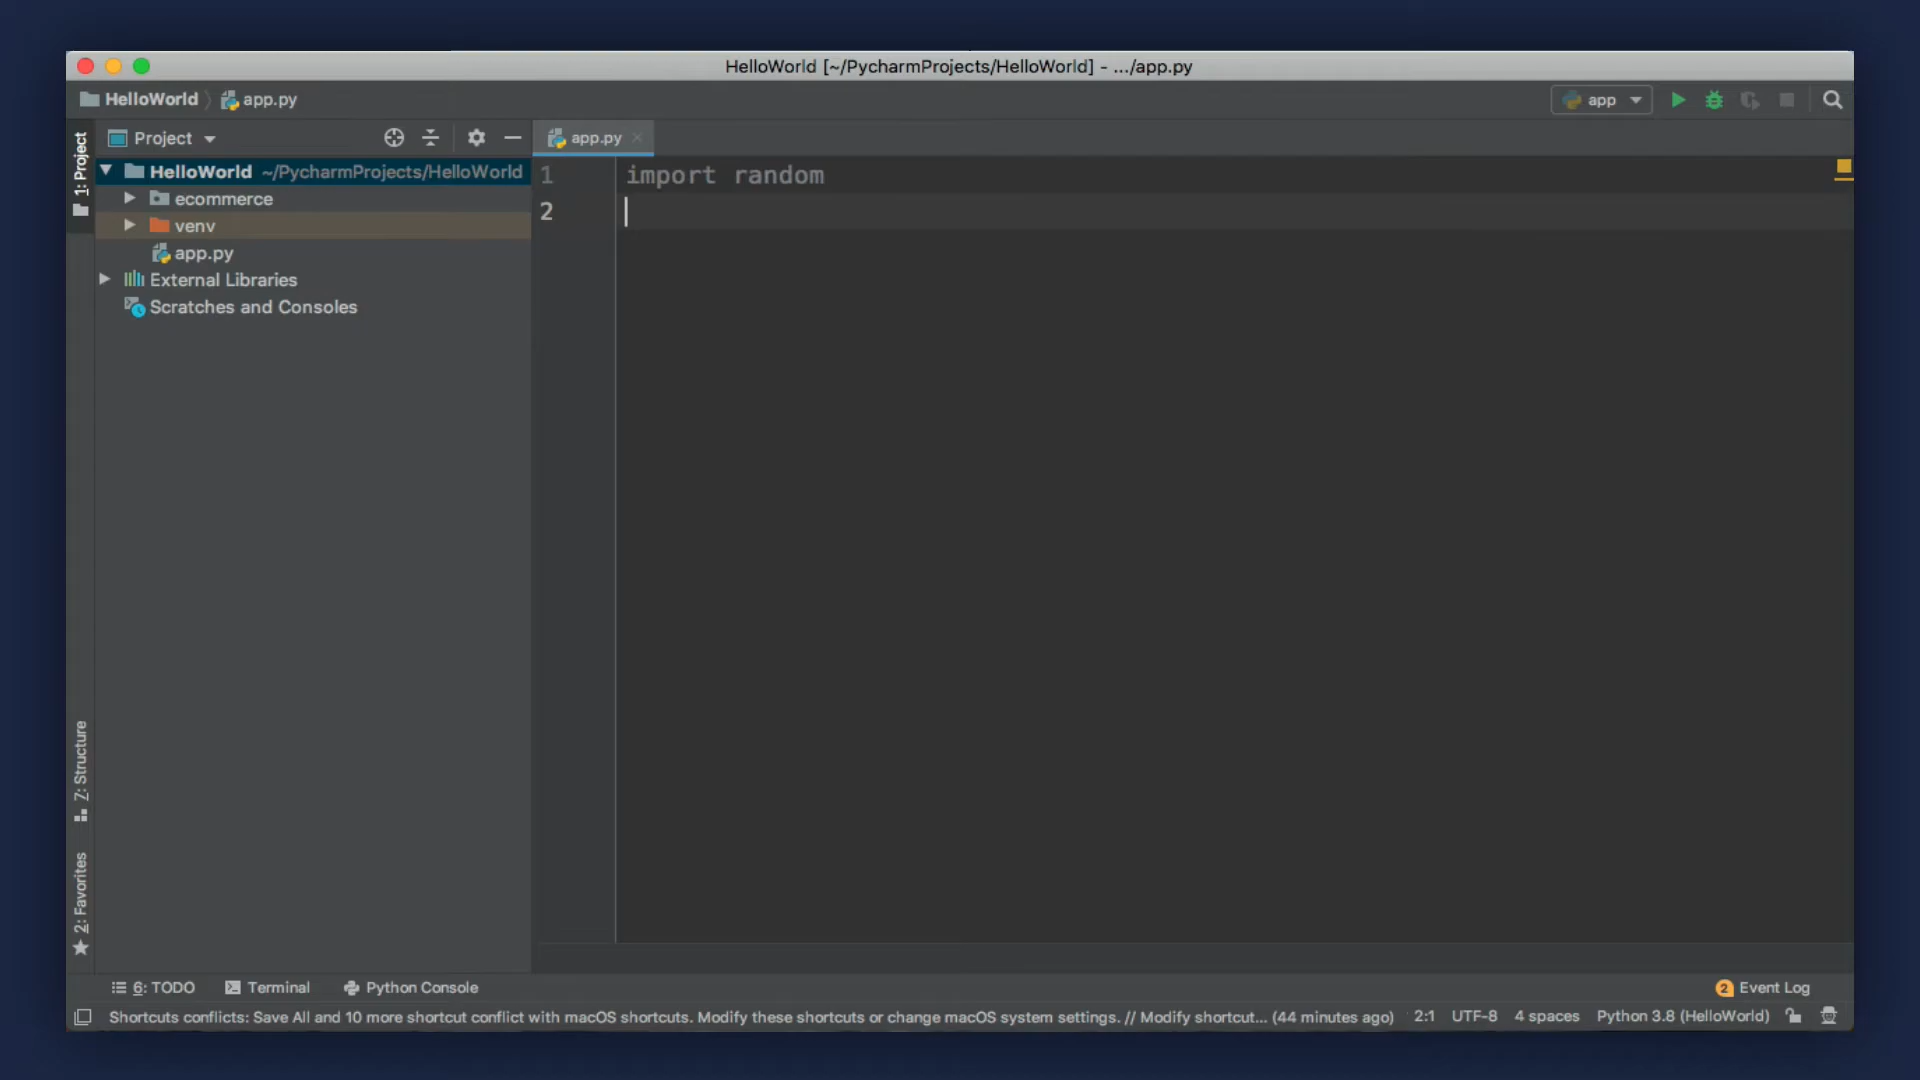 HelloWorld [~/PycharmProjects/HelloWorld] - .../app.py
HelloWorld app.py
app
1: Project
Project
app.py
HelloWorld ~/PycharmProjects/HelloWorld
ecommerce
venv
app.py
External Libraries
Scratches and Consoles
1 import random
2
Z: Structure
2: Favorites
6: TODO Terminal Python Console
2 Event Log
Shortcuts conflicts: Save All and 10 more shortcut conflict with macOS shortcuts. Modify these shortcuts or change macOS system settings. // Modify shortcut... (44 minutes ago) 2:1 UTF-8 4 spaces Python 3.8 (HelloWorld)